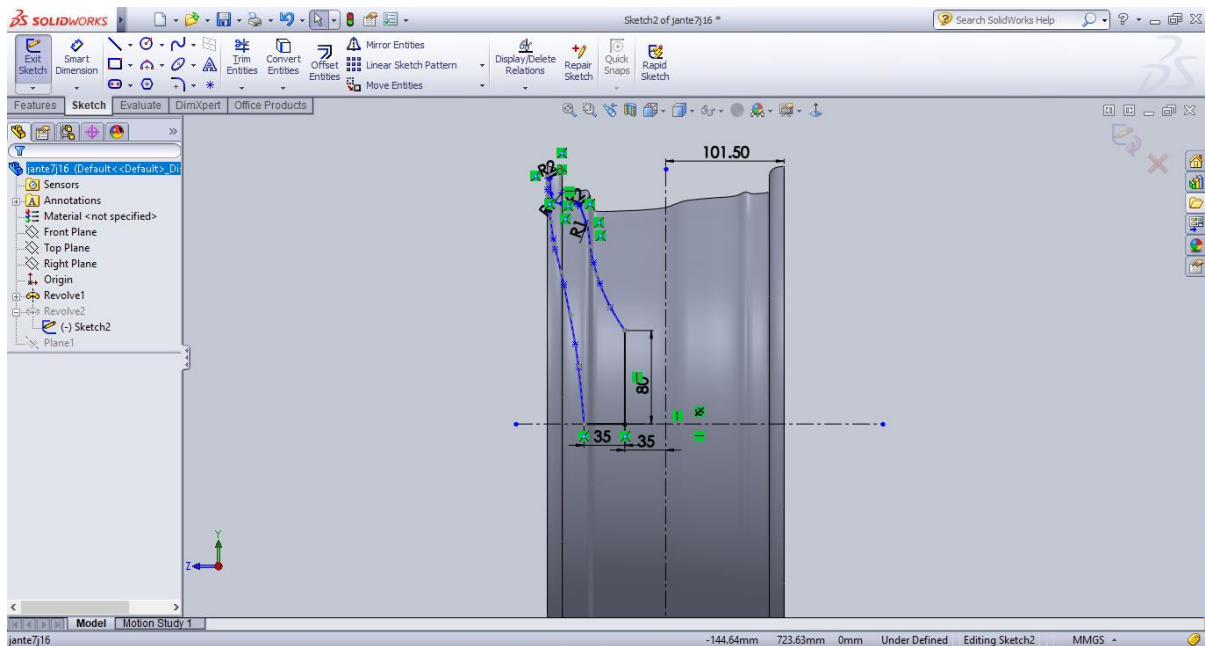 SOLIDWORKS
Sketch2 of jante7j16 *
Search SolidWorks Help
Exit Sketch
Smart Dimension
Trim Entities
Convert Entities
Offset Entities
Mirror Entities
Linear Sketch Pattern
Move Entities
Display/Delete Relations
Repair Sketch
Quick Snaps
Rapid Sketch
Features Sketch Evaluate DimXpert Office Products
jante7j16 (Default<<Default>_Di
Sensors
Annotations
Material <not specified>
Front Plane
Top Plane
Right Plane
Origin
Revolve1
Revolve2
(-) Sketch2
Plane1
101.50
R1
80
35
35
Y
Z
Model Motion Study 1
jante7j16
-144.64mm 723.63mm 0mm Under Defined Editing Sketch2 MMGS